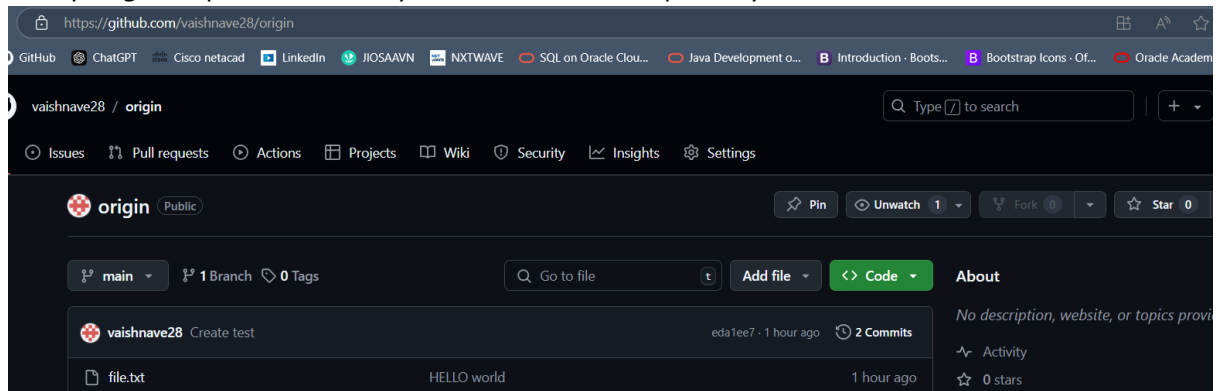 https://github.com/vaishnave28/origin
GitHub ChatGPT Cisco netacad LinkedIn JIOSAAVN NXTWAVE SQL on Oracle Clou... Java Development o... Introduction · Boots... Bootstrap Icons · Of... Oracle Academ
vaishnave28 / origin Type / to search
Issues Pull requests Actions Projects Wiki Security Insights Settings
origin Public Pin Unwatch 1 Fork 0 Star 0
main 1 Branch 0 Tags Go to file t Add file Code About
vaishnave28 Create test eda1ee7 · 1 hour ago 2 Commits No description, website, or topics provi
Activity
file.txt HELLO world 1 hour ago 0 stars